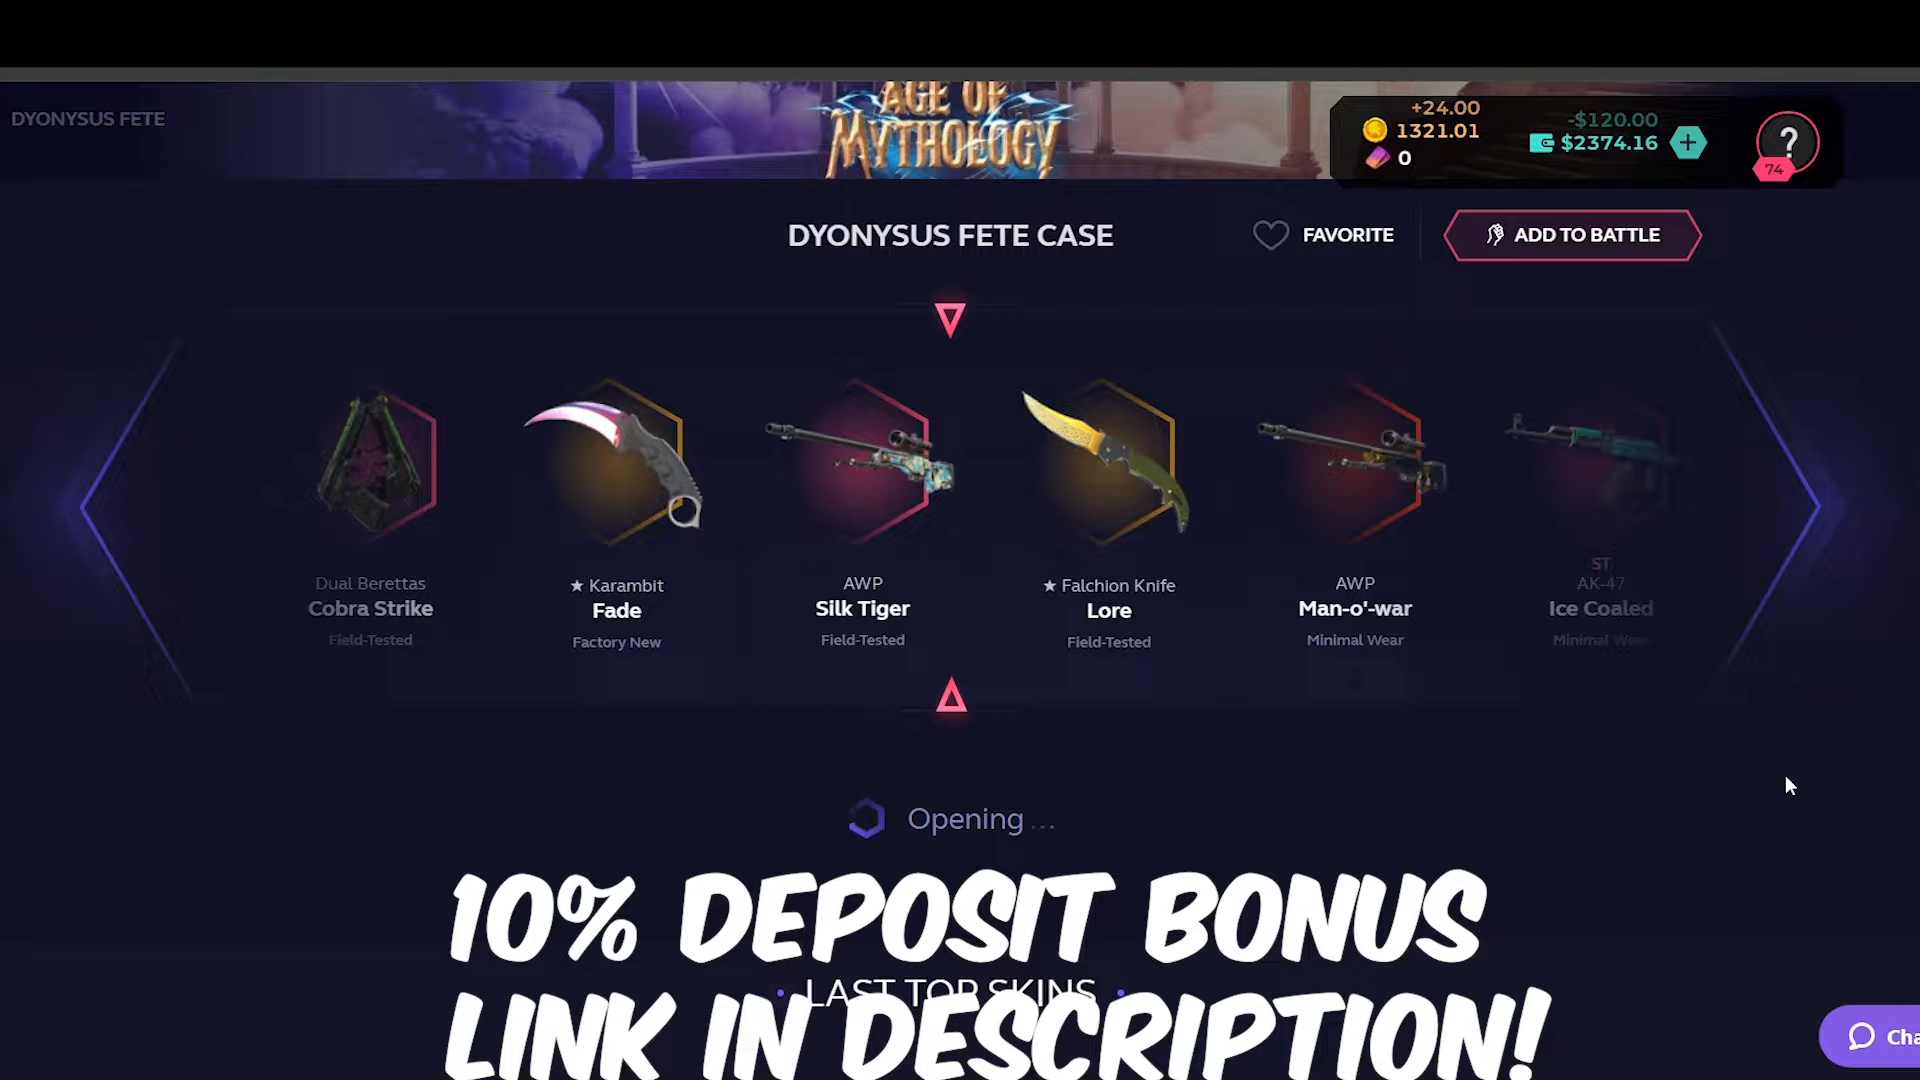 DYONYSUS FETE
AGE OF
MYTHOLOGY
+24.00
1321.01
0
-$120.00
$2374.16
?
74
DYONYSUS FETE CASE
FAVORITE
ADD TO BATTLE
Dual Berettas
Cobra Strike
Field-Tested
★ Karambit
Fade
Factory New
AWP
Silk Tiger
Field-Tested
★ Falchion Knife
Lore
Field-Tested
AWP
Man-o'-war
Minimal Wear
ST
AK-47
Ice Coaled
Minimal Wear
Opening ...
10% DEPOSIT BONUS
LAST TOP SKINS
LINK IN DESCRIPTION!
Cha